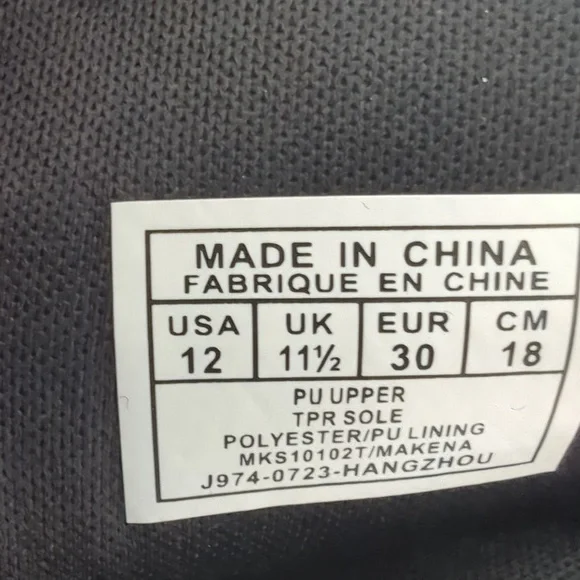 MADE IN CHINA
FABRIQUE EN CHINE
USA UK EUR CM
12 11½ 30 18
PU UPPER
TPR SOLE
POLYESTER/PU LINING
MKS10102T/MAKENA
J974-0723-HANGZHOU